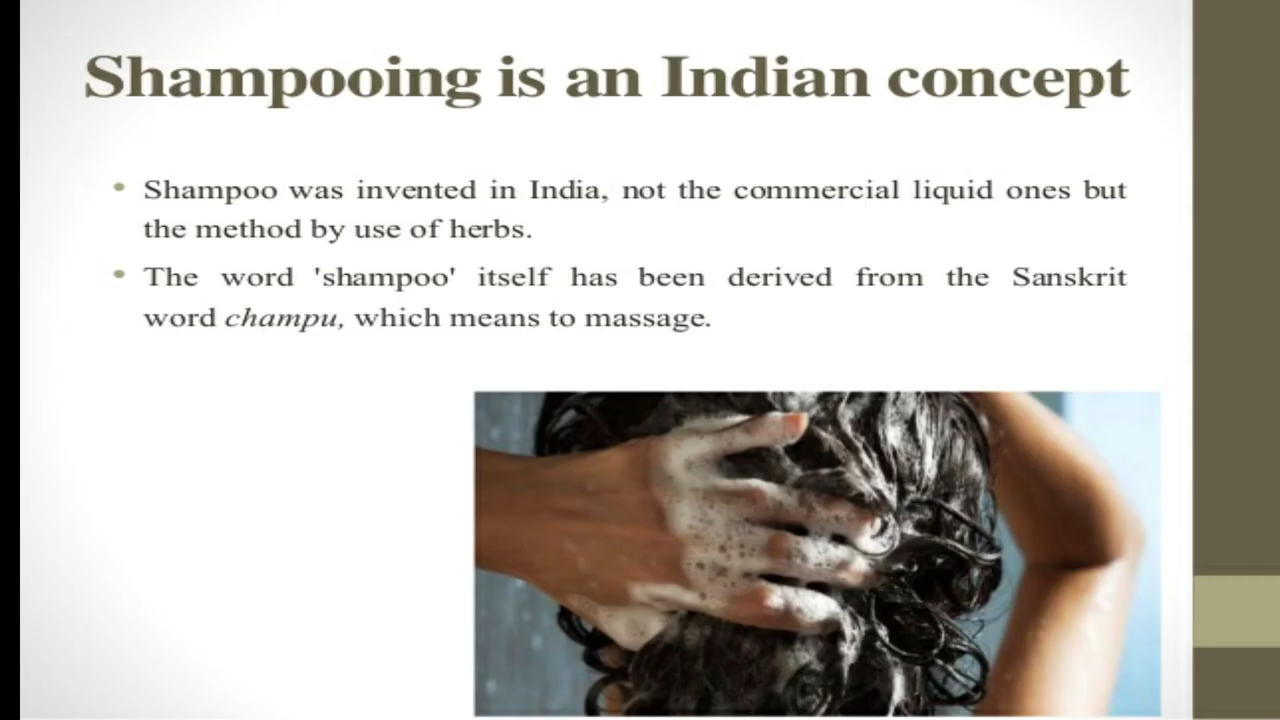 Shampooing is an Indian concept
• Shampoo was invented in India, not the commercial liquid ones but
the method by use of herbs.
• The word 'shampoo' itself has been derived from the Sanskrit
word champu, which means to massage.